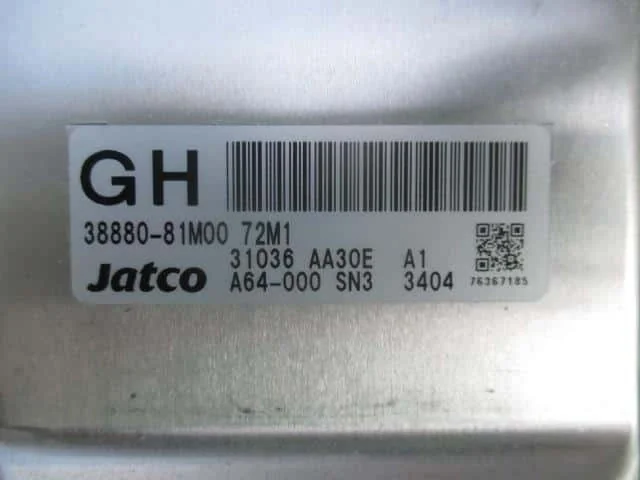 GH
38880-81M00 72M1
31036 AA30E A1
Jatco A64-000 SN3 3404 76367185